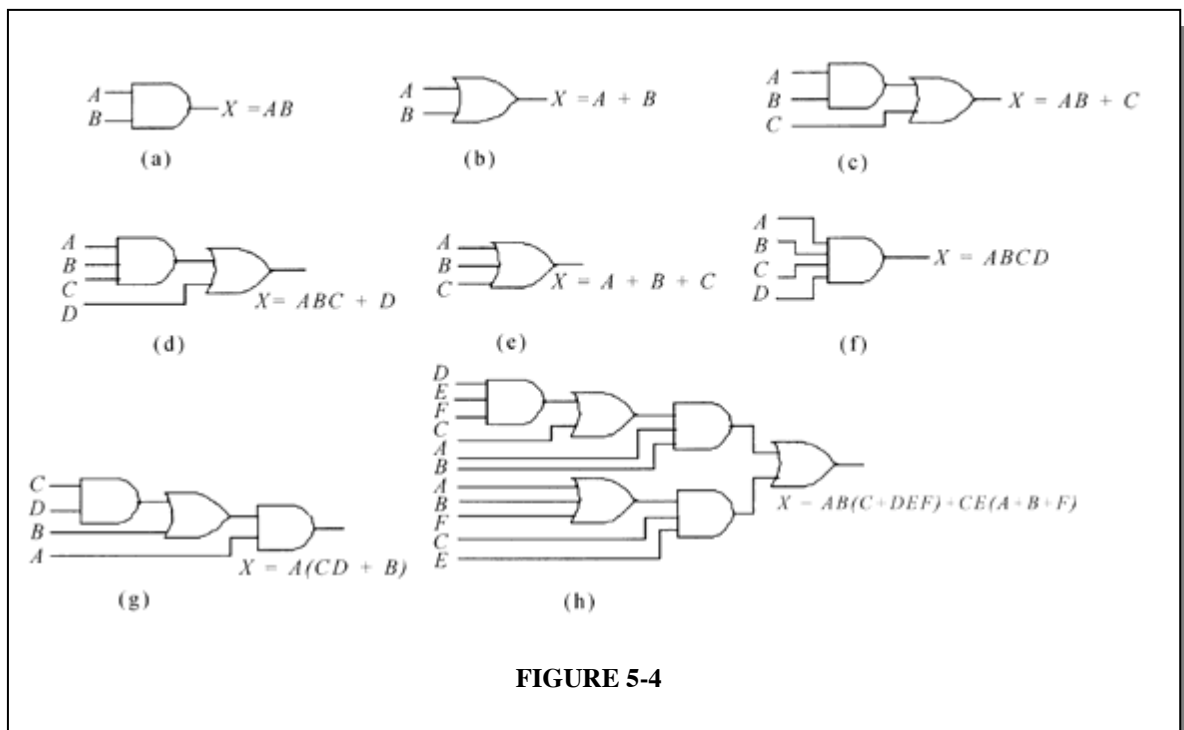 A
B
X = AB
(a)
A
B
X = A + B
(b)
A
B
C
X = AB + C
(c)
A
B
C
D
X = ABC + D
(d)
A
B
C
X = A + B + C
(e)
A
B
C
D
X = ABCD
(f)
C
D
B
A
X = A(CD + B)
(g)
D
E
F
C
A
B
A
B
F
C
E
X = AB(C+DEF)+CE(A+B+F)
(h)
FIGURE 5-4